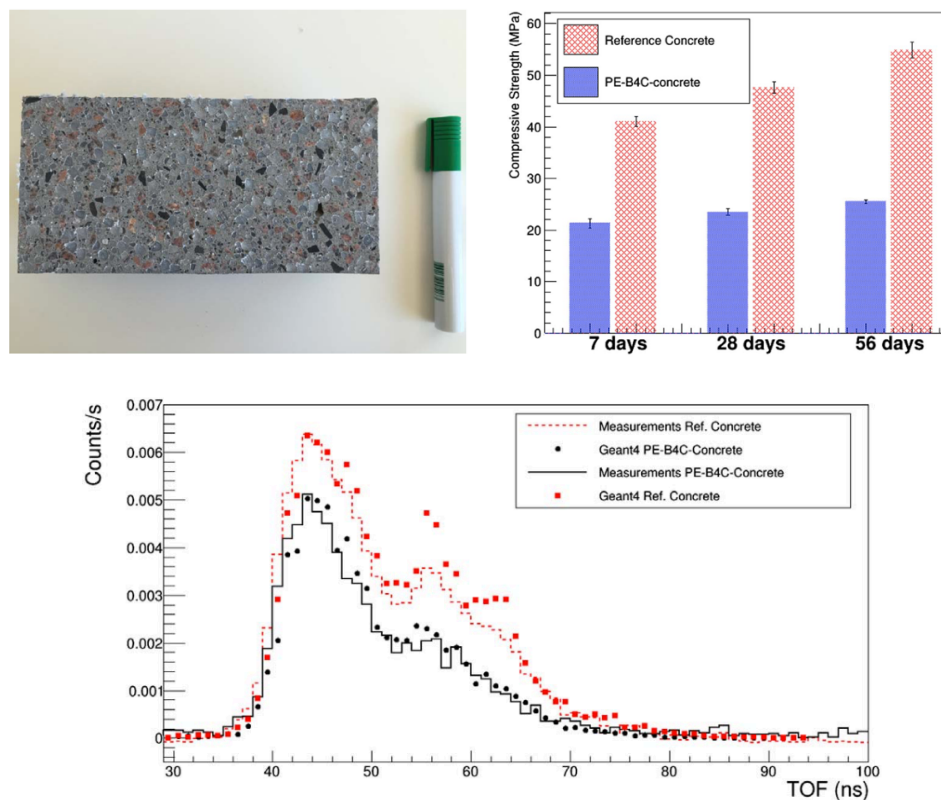 Compressive Strength (MPa)
60
50
40
30
20
10
0
Reference Concrete
PE-B4C-concrete
7 days
28 days
56 days
Counts/s
0.007
0.006
0.005
0.004
0.003
0.002
0.001
0
Measurements Ref. Concrete
Geant4 PE-B4C-Concrete
Measurements PE-B4C-Concrete
Geant4 Ref. Concrete
30
40
50
60
70
80
90
100
TOF (ns)